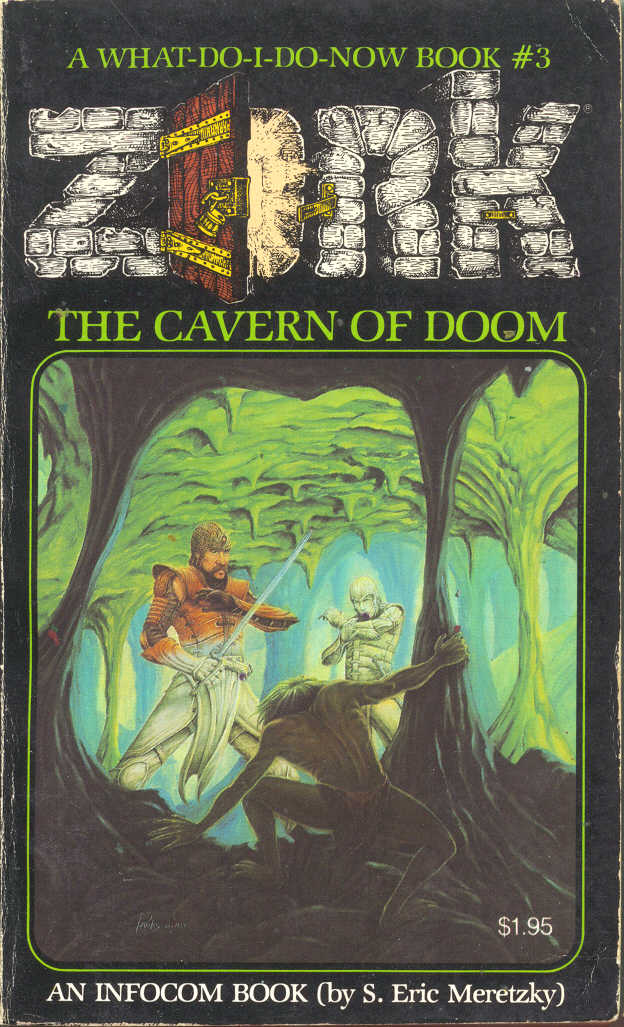 A WHAT-DO-I-DO-NOW BOOK #3
ZORK®
THE CAVERN OF DOOM
$1.95
AN INFOCOM BOOK (by S. Eric Meretzky)